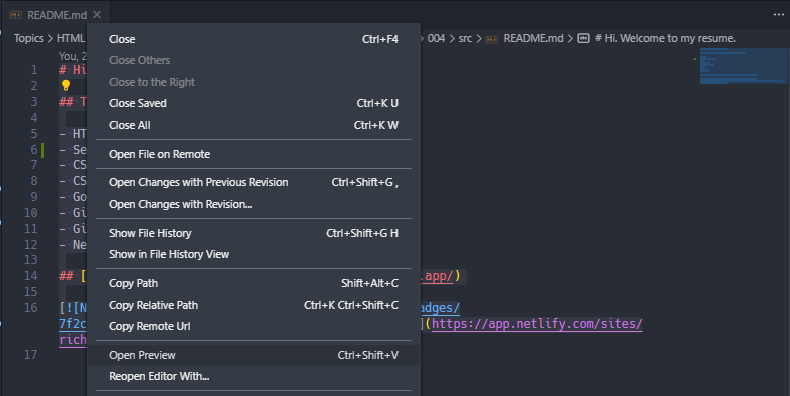 README.md
Topics > HTML
004 > src > README.md > # Hi. Welcome to my resume.
You, 2
1 # Hi
2
3 ## T
4
5 - HT
6 - Se
7 - CS
8 - CS
9 - Go
10 - Gi
11 - Gi
12 - Ne
13
14 ## [ .app/)
15
16 [![N adges/
7f2c ](https://app.netlify.com/sites/
rich
17
Close Ctrl+F4
Close Others
Close to the Right
Close Saved Ctrl+K U
Close All Ctrl+K W
Open File on Remote
Open Changes with Previous Revision Ctrl+Shift+G ,
Open Changes with Revision...
Show File History Ctrl+Shift+G H
Show in File History View
Copy Path Shift+Alt+C
Copy Relative Path Ctrl+K Ctrl+Shift+C
Copy Remote Url
Open Preview Ctrl+Shift+V
Reopen Editor With...